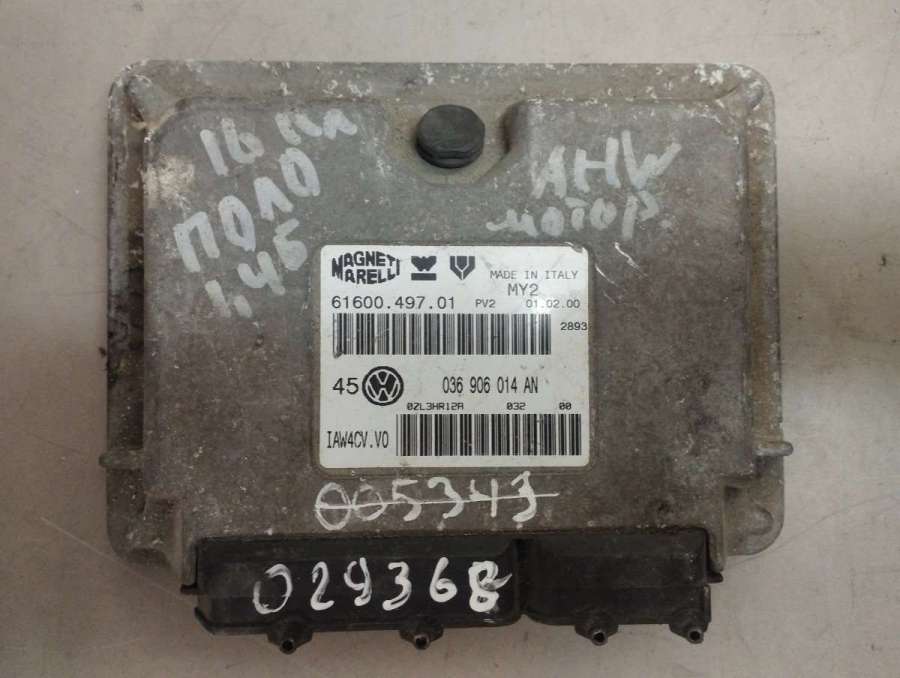 16 кл
ПОЛО
1,4Б
AHW
мотор
MAGNETI
MARELLI
MADE IN ITALY
MY2
61600.497.01 PV2 01.02.00
2893
45 VW 036 906 014 AN
0ZL3HR12A 032 00
IAW4CV.V0
005343
029368